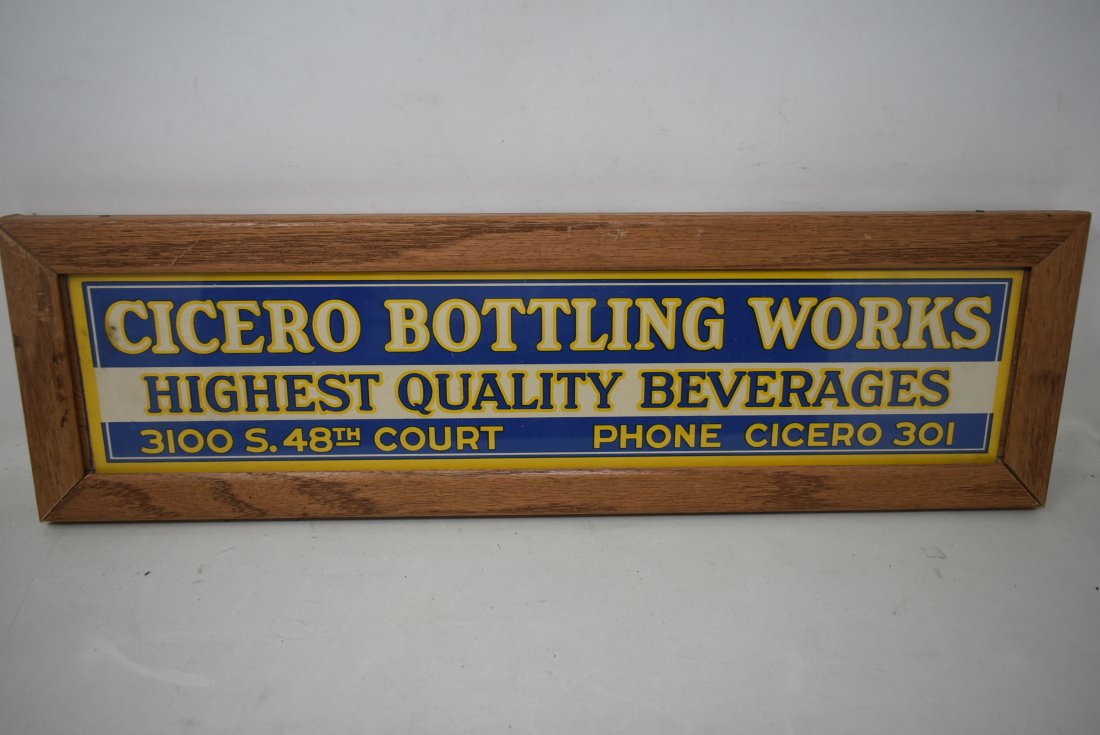 CICERO BOTTLING WORKS
HIGHEST QUALITY BEVERAGES
3100 S. 48TH COURT PHONE CICERO 301